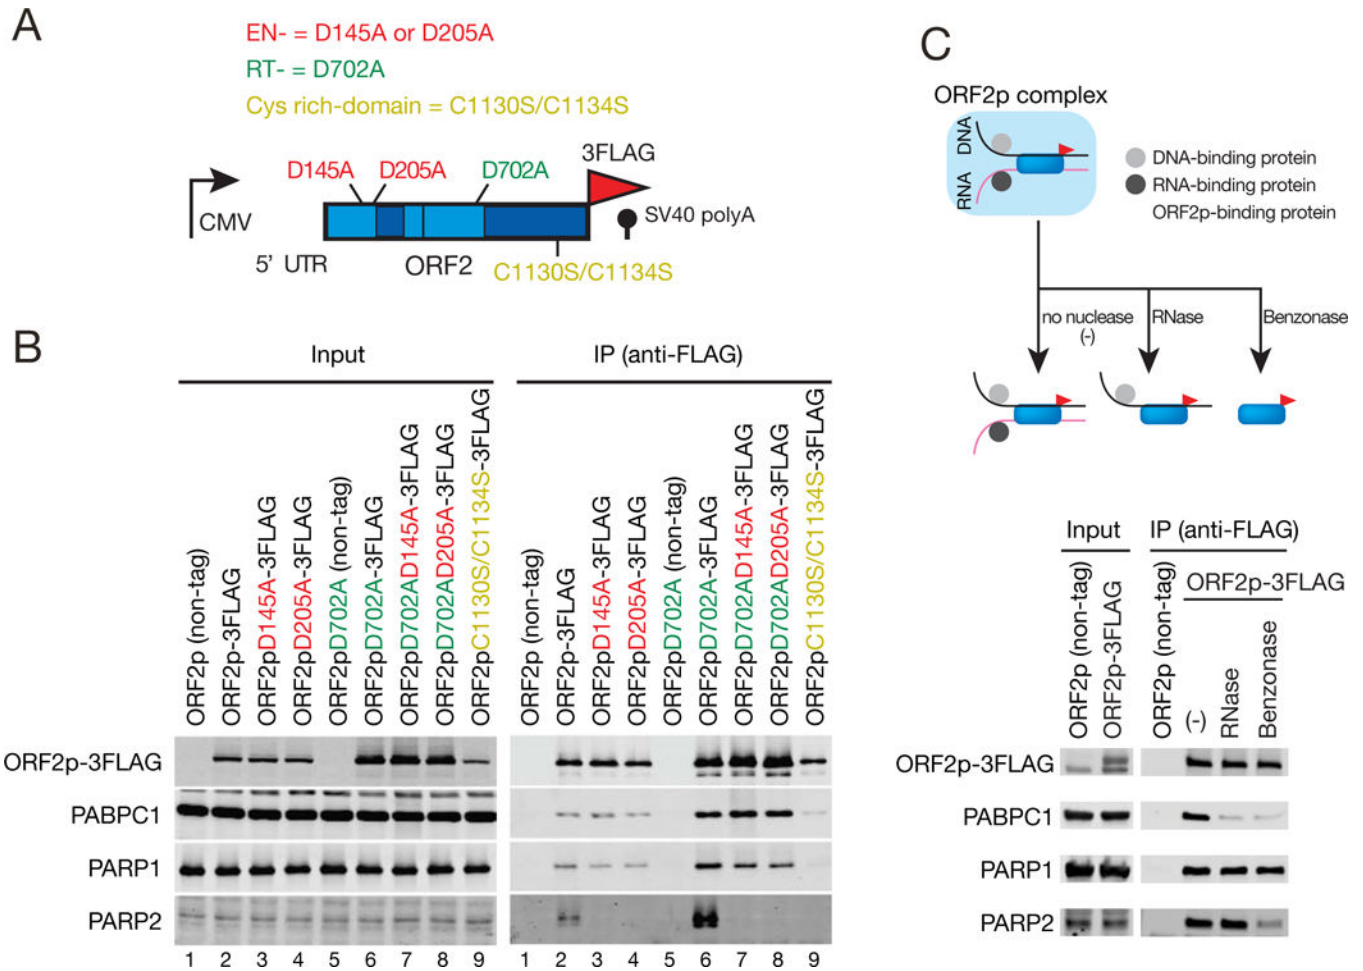 A
EN- = D145A or D205A
RT- = D702A
Cys rich-domain = C1130S/C1134S
3FLAG
D145A D205A D702A
CMV
SV40 polyA
5’ UTR ORF2 C1130S/C1134S
B
Input IP (anti-FLAG)
ORF2p (non-tag)
ORF2p-3FLAG
ORF2pD145A-3FLAG
ORF2pD205A-3FLAG
ORF2pD702A (non-tag)
ORF2pD702A-3FLAG
ORF2pD702AD145A-3FLAG
ORF2pD702AD205A-3FLAG
ORF2pC1130S/C1134S-3FLAG
ORF2p (non-tag)
ORF2p-3FLAG
ORF2pD145A-3FLAG
ORF2pD205A-3FLAG
ORF2pD702A (non-tag)
ORF2pD702A-3FLAG
ORF2pD702AD145A-3FLAG
ORF2pD702AD205A-3FLAG
ORF2pC1130S/C1134S-3FLAG
ORF2p-3FLAG
PABPC1
PARP1
PARP2
1 2 3 4 5 6 7 8 9 1 2 3 4 5 6 7 8 9
C
ORF2p complex
DNA
RNA
DNA-binding protein
RNA-binding protein
ORF2p-binding protein
no nuclease
(-)
RNase
Benzonase
Input IP (anti-FLAG)
ORF2p-3FLAG
ORF2p (non-tag)
ORF2p-3FLAG
ORF2p (non-tag)
(-)
RNase
Benzonase
ORF2p-3FLAG
PABPC1
PARP1
PARP2